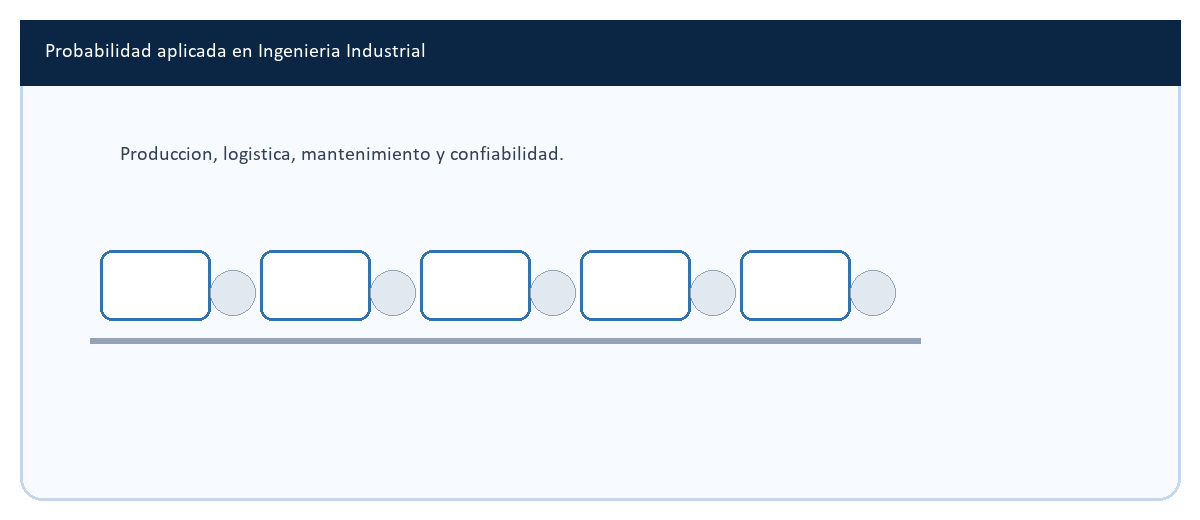 Probabilidad aplicada en Ingenieria Industrial
Produccion, logistica, mantenimiento y confiabilidad.